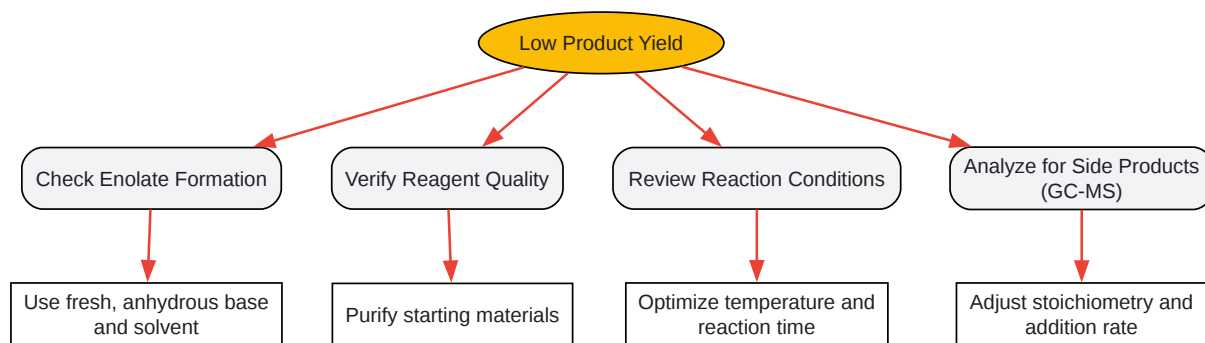 Low Product Yield
Check Enolate Formation
Verify Reagent Quality
Review Reaction Conditions
Analyze for Side Products
(GC-MS)
Use fresh, anhydrous base
and solvent
Purify starting materials
Optimize temperature and
reaction time
Adjust stoichiometry and
addition rate